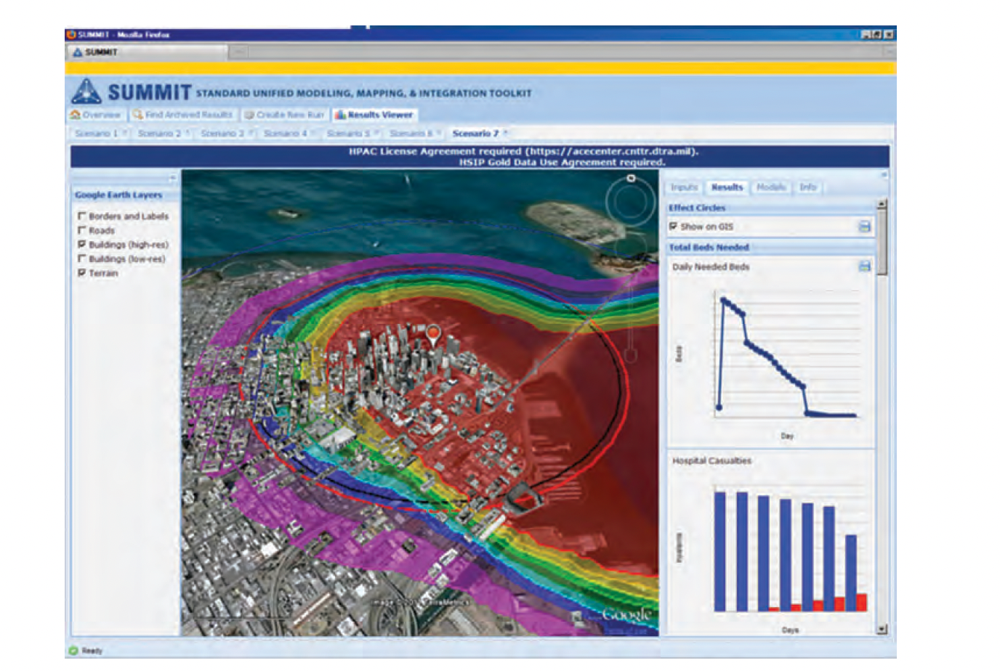 SUMMIT - Mozilla Firefox
SUMMIT
SUMMIT STANDARD UNIFIED MODELING, MAPPING, & INTEGRATION TOOLKIT
Overview Find Archived Results Create New Run Results Viewer
Scenario 1 Scenario 2 Scenario 3 Scenario 4 Scenario 5 Scenario 6 Scenario 7
HPAC License Agreement required (https://acecenter.cnttr.dtra.mil).
HSIP Gold Data Use Agreement required.
Google Earth Layers
Borders and Labels
Roads
Buildings (high-res)
Buildings (low-res)
Terrain
N
Inputs Results Models Info
Effect Circles
Show on GIS
Total Beds Needed
Daily Needed Beds
Beds
Day
Hospital Casualties
Inpatients
Days
Image TerraMetrics
Google
Ready